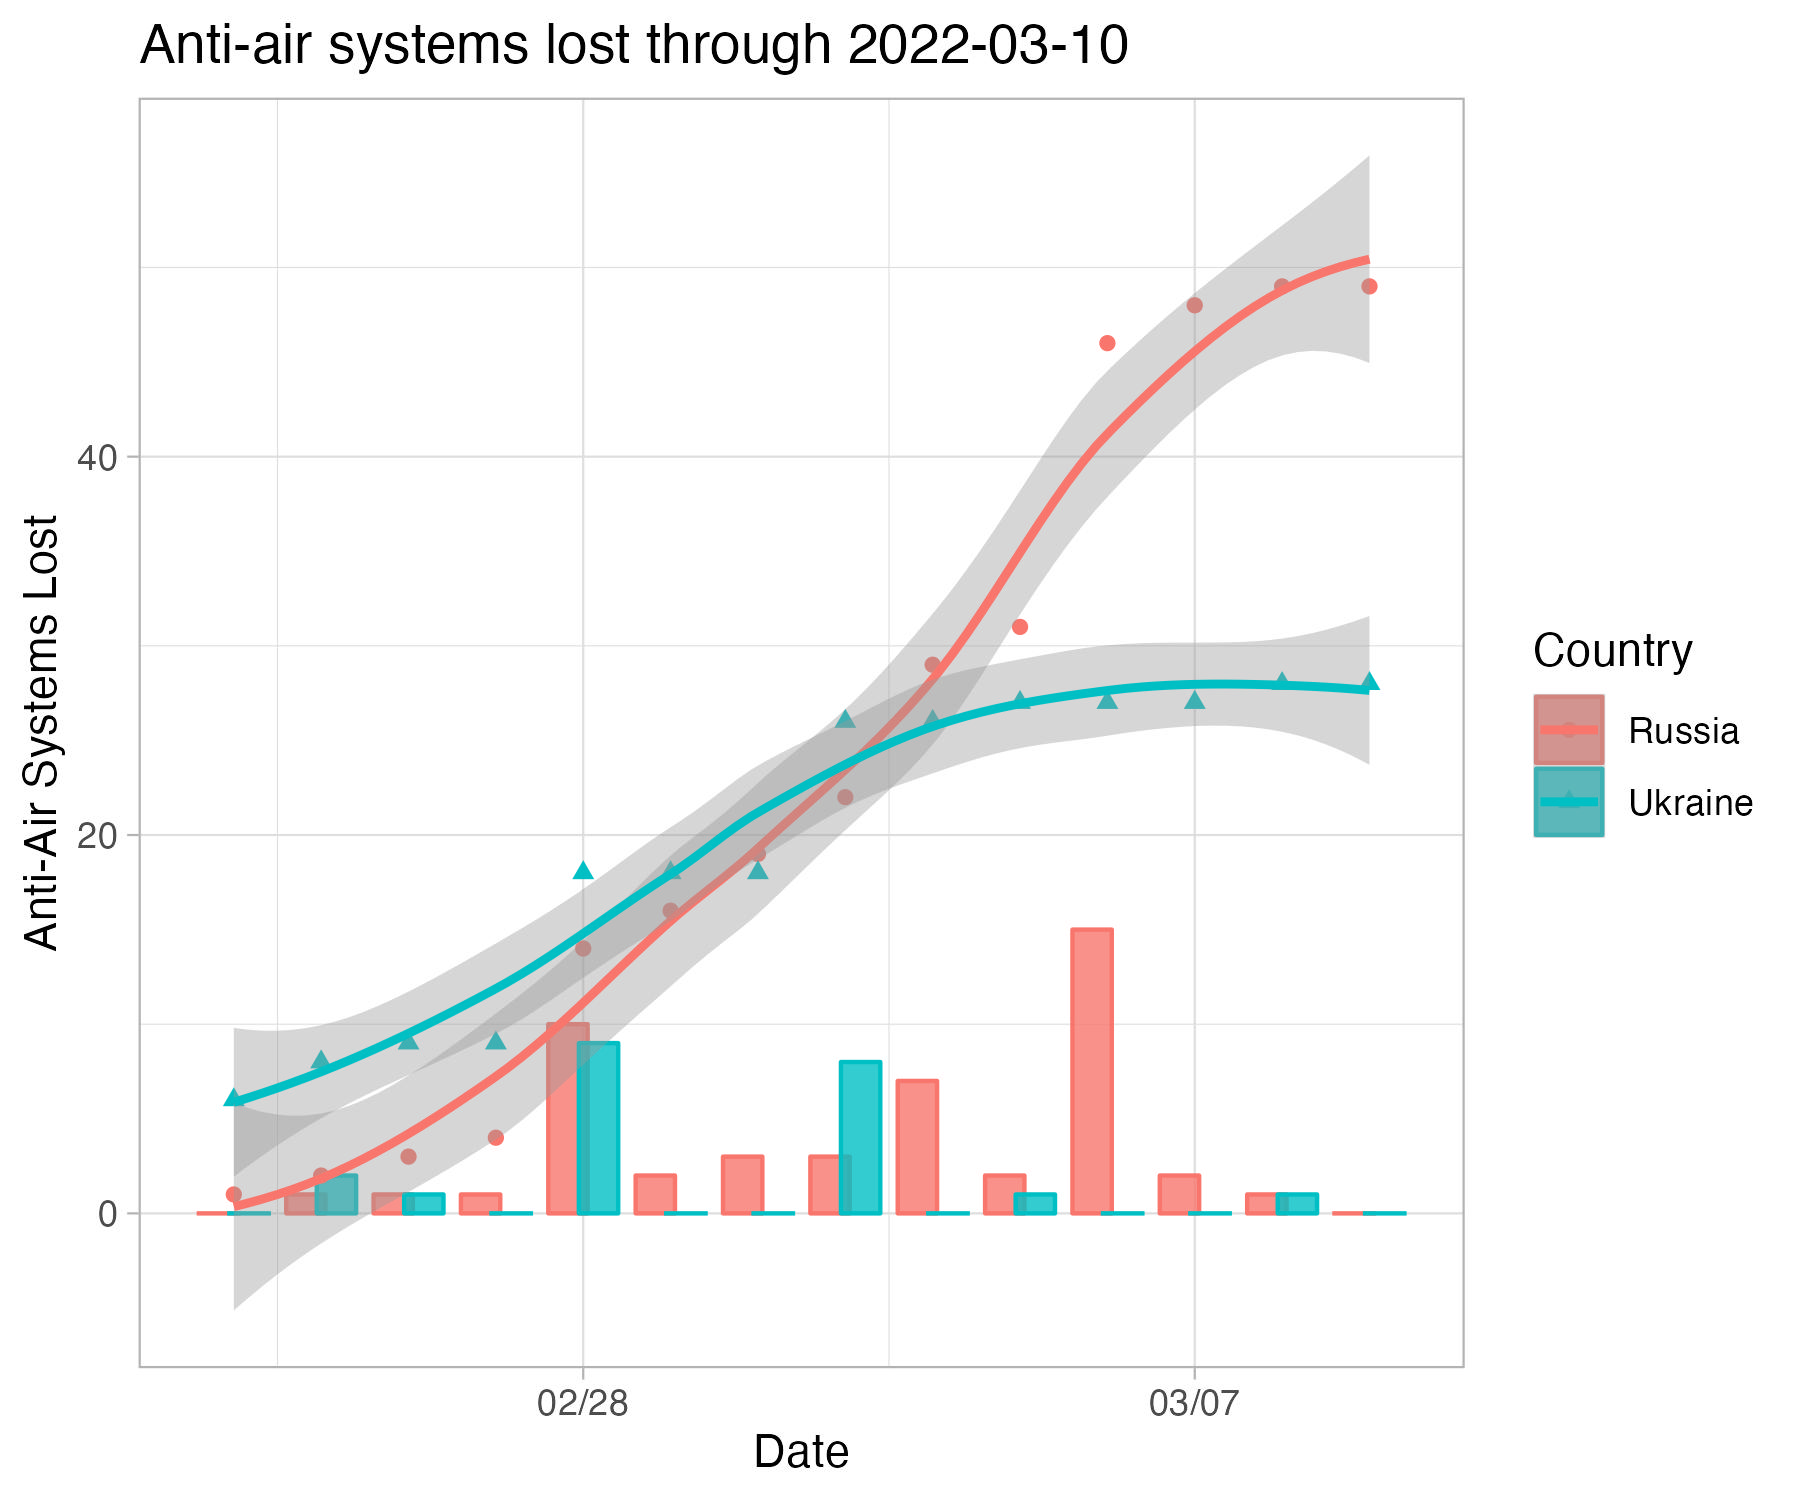 Anti-air systems lost through 2022-03-10
Anti-Air Systems Lost
40
20
0
02/28
03/07
Date
Country
Russia
Ukraine